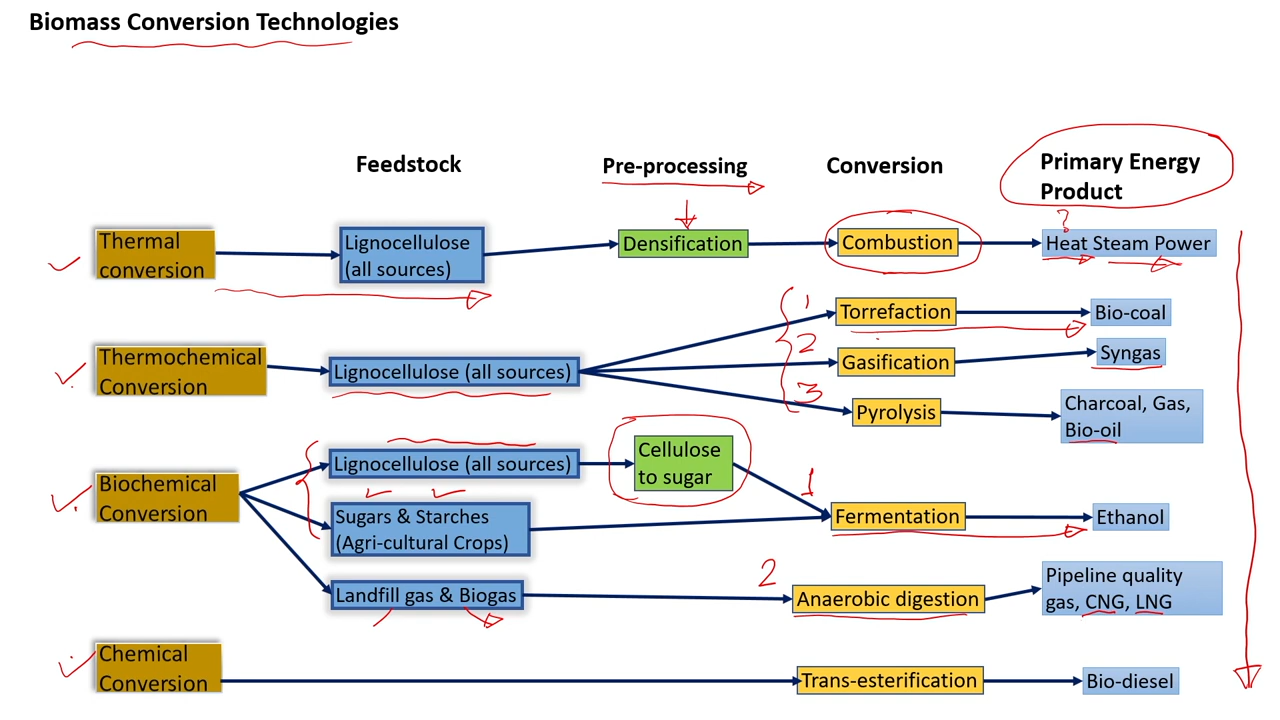 Biomass Conversion Technologies
Feedstock
Pre-processing
Conversion
Primary Energy
Product
?
Thermal
conversion
Lignocellulose
(all sources)
Densification
Combustion
Heat Steam Power
Thermochemical
Conversion
Lignocellulose (all sources)
1
Torrefaction
Bio-coal
2
Gasification
Syngas
3
Pyrolysis
Charcoal, Gas,
Bio-oil
Biochemical
Conversion
Lignocellulose (all sources)
Cellulose
to sugar
Sugars & Starches
(Agri-cultural Crops)
1
Fermentation
Ethanol
Landfill gas & Biogas
2
Anaerobic digestion
Pipeline quality
gas, CNG, LNG
Chemical
Conversion
Trans-esterification
Bio-diesel